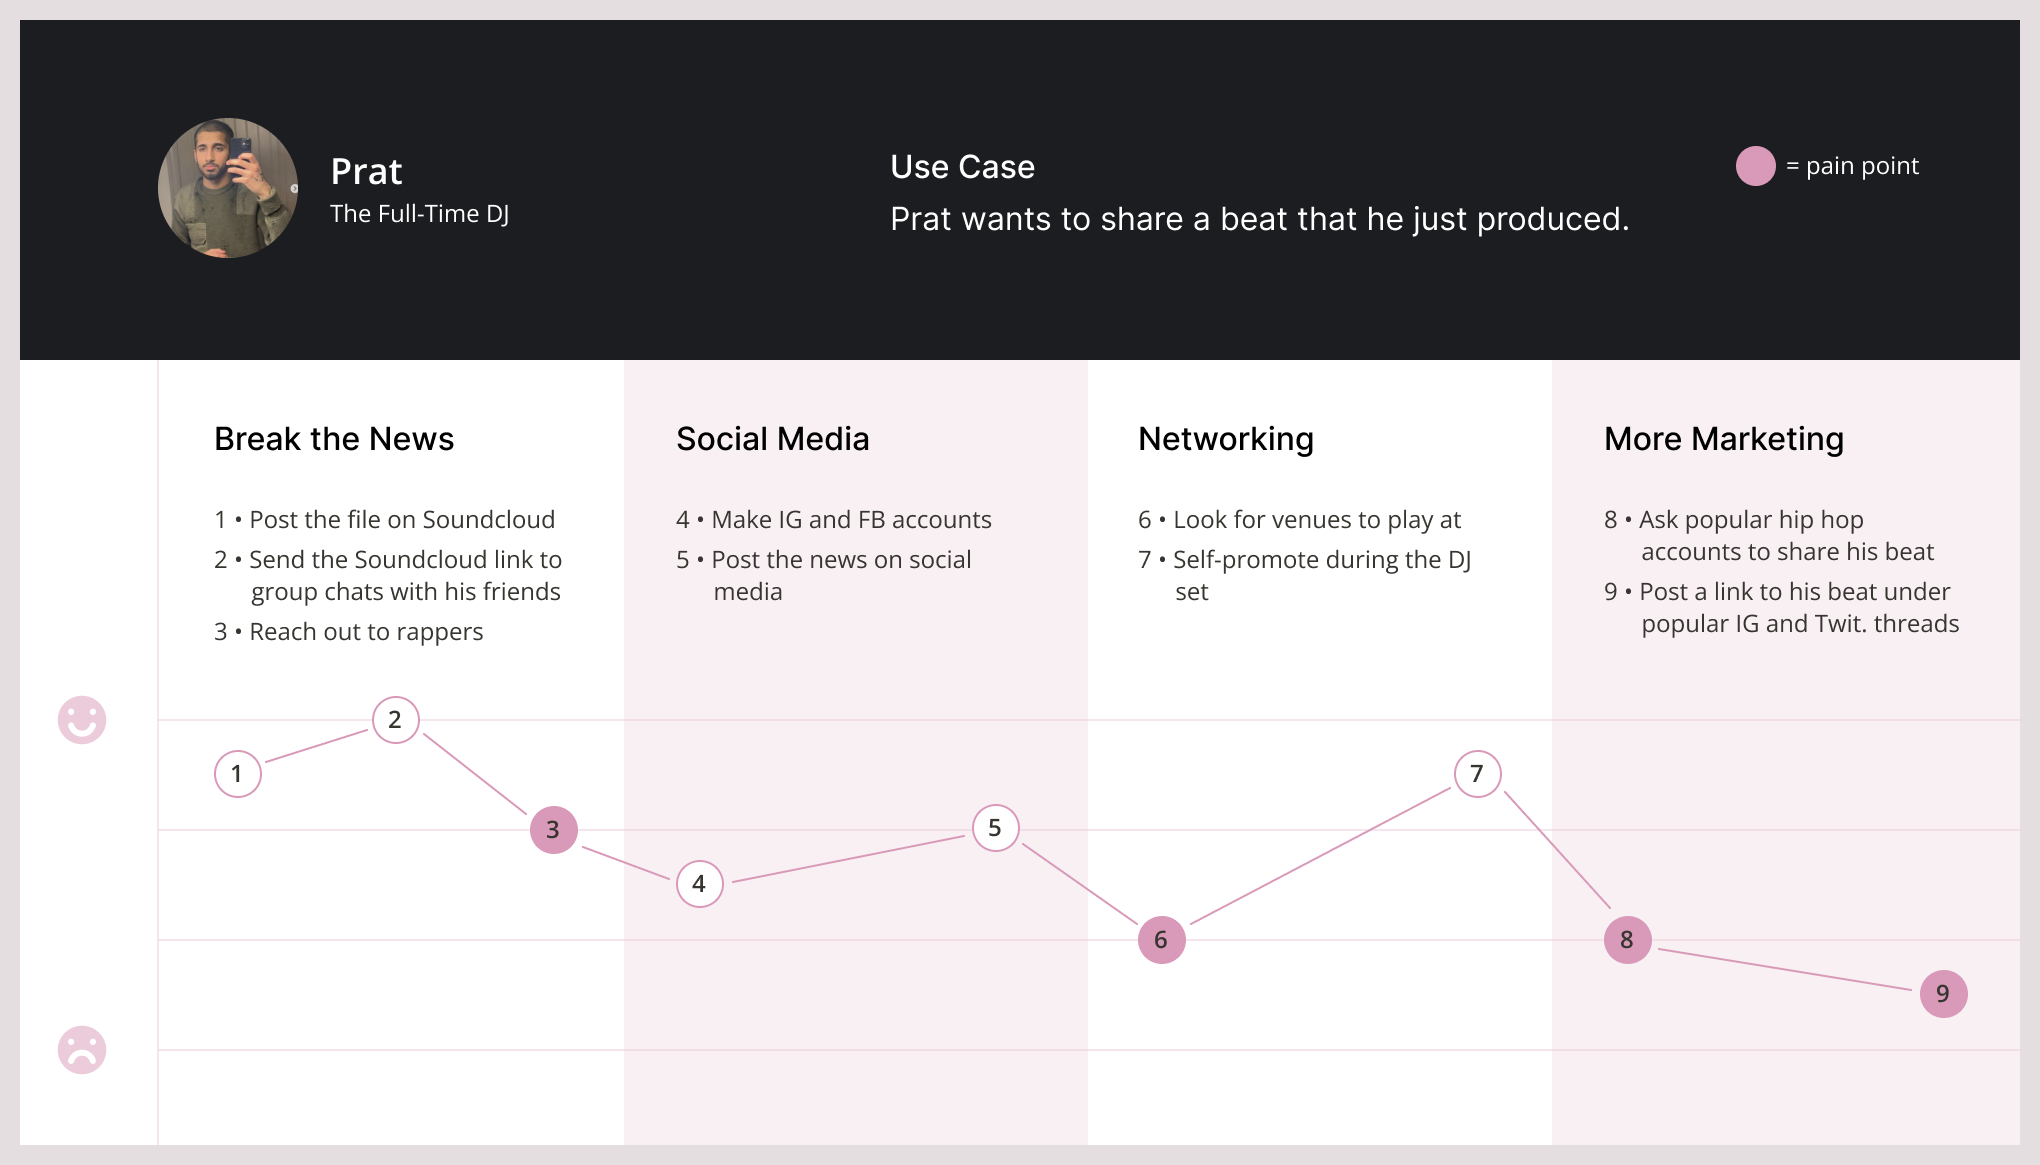 Prat
The Full-Time DJ
Use Case
Prat wants to share a beat that he just produced.
= pain point
Break the News
1 • Post the file on Soundcloud
2 • Send the Soundcloud link to
group chats with his friends
3 • Reach out to rappers
Social Media
4 • Make IG and FB accounts
5 • Post the news on social
media
Networking
6 • Look for venues to play at
7 • Self-promote during the DJ
set
More Marketing
8 • Ask popular hip hop
accounts to share his beat
9 • Post a link to his beat under
popular IG and Twit. threads
1
2
3
4
5
6
7
8
9